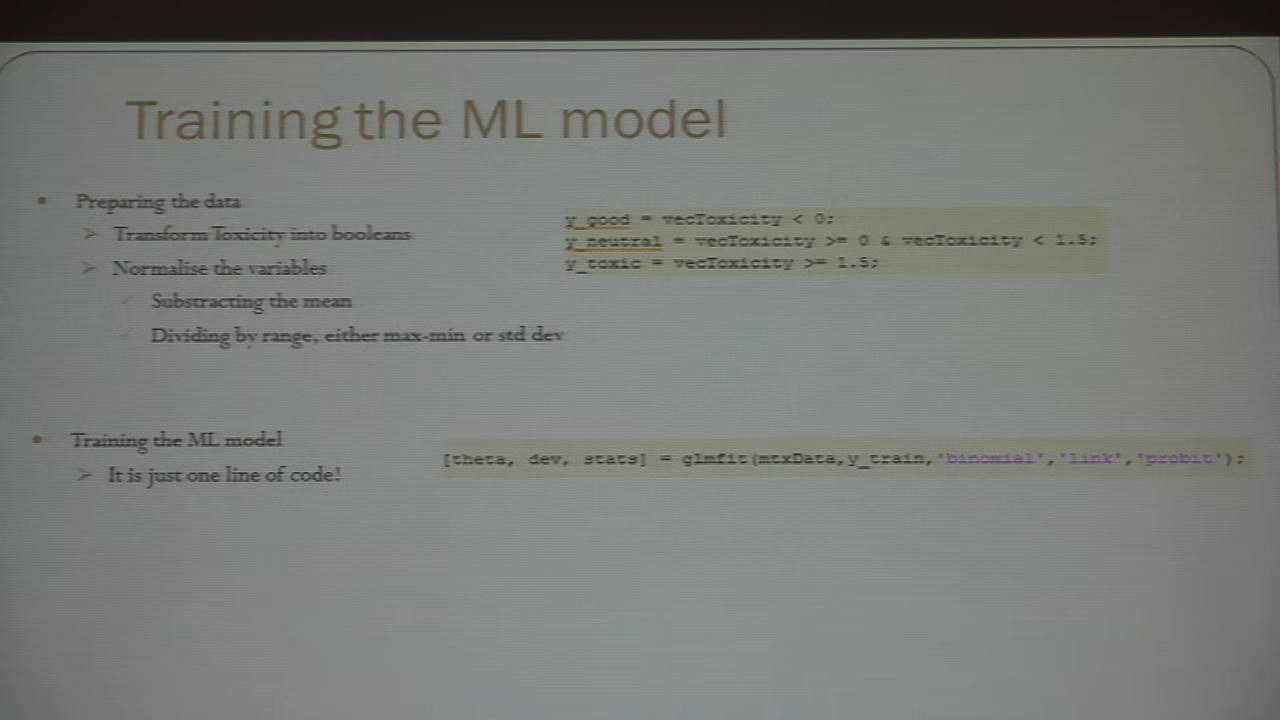 Training the ML model
• Preparing the data
➢ Transform Toxicity into booleans
➢ Normalise the variables
✓ Substracting the mean
✓ Dividing by range, either max-min or std dev
y_good = vecToxicity < 0;
y_neutral = vecToxicity >= 0 & vecToxicity < 1.5;
y_toxic = vecToxicity >= 1.5;
• Training the ML model
➢ It is just one line of code!
[theta, dev, stats] = glmfit(mtxData,y_train,'binomial','link','probit');